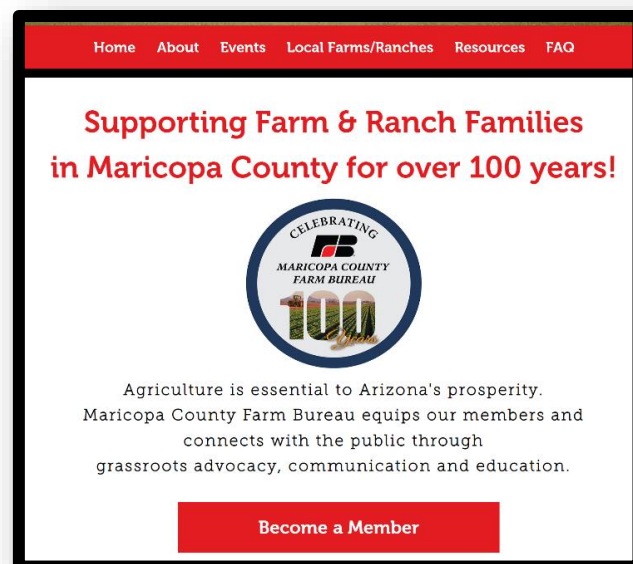 Home About Events Local Farms/Ranches Resources FAQ
Supporting Farm & Ranch Families
in Maricopa County for over 100 years!
CELEBRATING
FB
MARICOPA COUNTY
FARM BUREAU
100
Years
Agriculture is essential to Arizona's prosperity.
Maricopa County Farm Bureau equips our members and
connects with the public through
grassroots advocacy, communication and education.
Become a Member